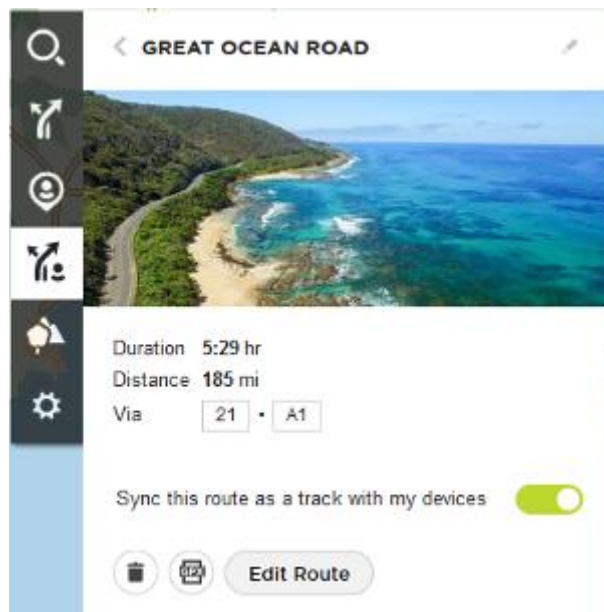 GREAT OCEAN ROAD
Duration 5:29 hr
Distance 185 mi
Via 21 • A1
Sync this route as a track with my devices
GPX Edit Route